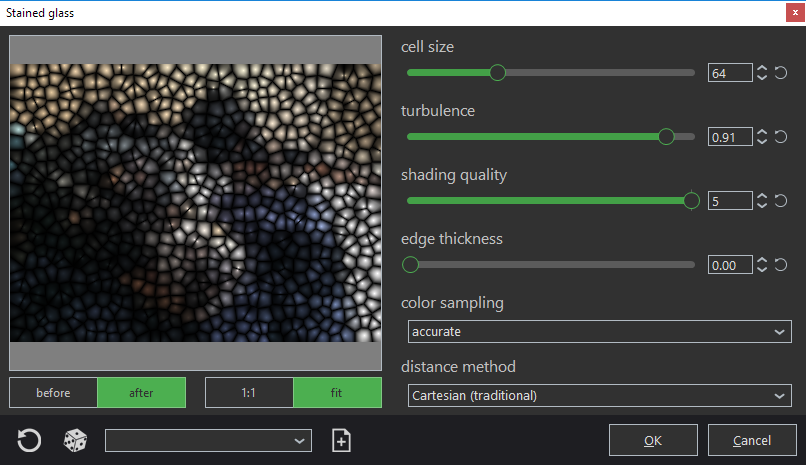 Stained glass
x
cell size
64
turbulence
0.91
shading quality
5
edge thickness
0.00
color sampling
accurate
distance method
Cartesian (traditional)
before after 1:1 fit
OK Cancel